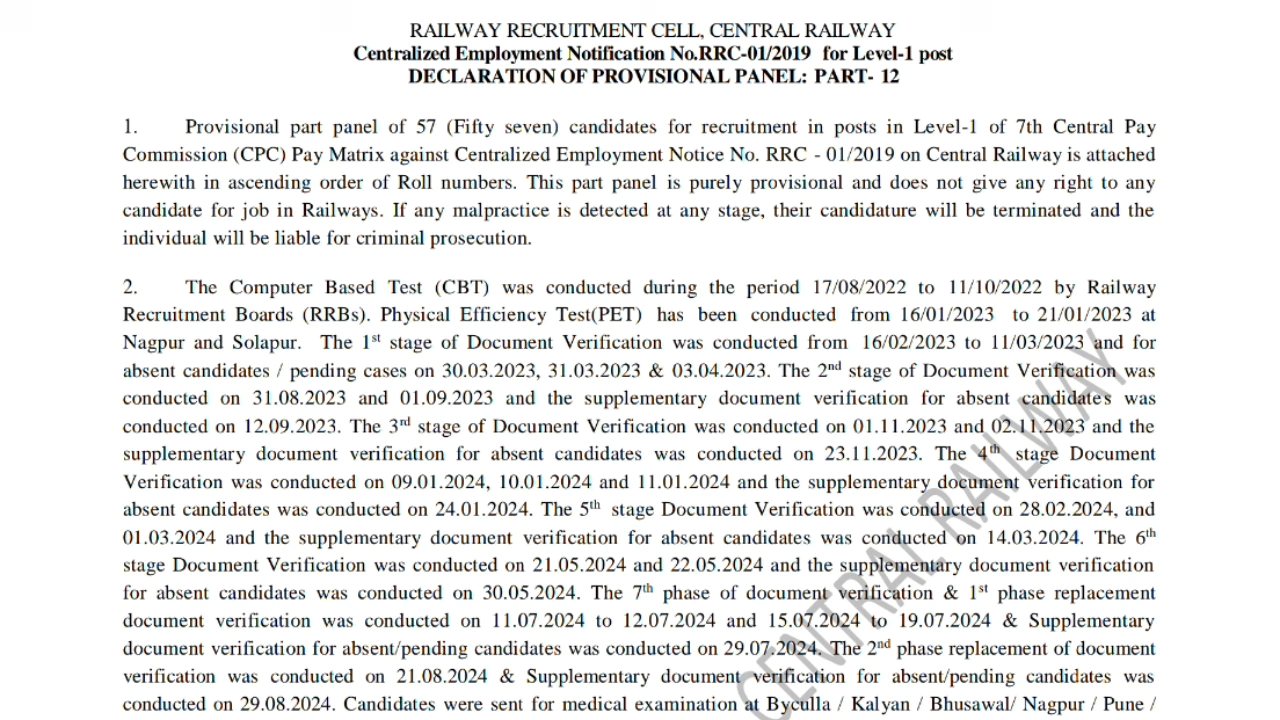 RAILWAY RECRUITMENT CELL, CENTRAL RAILWAY
Centralized Employment Notification No.RRC-01/2019 for Level-1 post
DECLARATION OF PROVISIONAL PANEL: PART- 12
1. Provisional part panel of 57 (Fifty seven) candidates for recruitment in posts in Level-1 of 7th Central Pay
Commission (CPC) Pay Matrix against Centralized Employment Notice No. RRC - 01/2019 on Central Railway is attached
herewith in ascending order of Roll numbers. This part panel is purely provisional and does not give any right to any
candidate for job in Railways. If any malpractice is detected at any stage, their candidature will be terminated and the
individual will be liable for criminal prosecution.
2. The Computer Based Test (CBT) was conducted during the period 17/08/2022 to 11/10/2022 by Railway
Recruitment Boards (RRBs). Physical Efficiency Test(PET) has been conducted from 16/01/2023 to 21/01/2023 at
Nagpur and Solapur. The 1st stage of Document Verification was conducted from 16/02/2023 to 11/03/2023 and for
absent candidates / pending cases on 30.03.2023, 31.03.2023 & 03.04.2023. The 2nd stage of Document Verification was
conducted on 31.08.2023 and 01.09.2023 and the supplementary document verification for absent candidates was
conducted on 12.09.2023. The 3rd stage of Document Verification was conducted on 01.11.2023 and 02.11.2023 and the
supplementary document verification for absent candidates was conducted on 23.11.2023. The 4th stage Document
Verification was conducted on 09.01.2024, 10.01.2024 and 11.01.2024 and the supplementary document verification for
absent candidates was conducted on 24.01.2024. The 5th stage Document Verification was conducted on 28.02.2024, and
01.03.2024 and the supplementary document verification for absent candidates was conducted on 14.03.2024. The 6th
stage Document Verification was conducted on 21.05.2024 and 22.05.2024 and the supplementary document verification
for absent candidates was conducted on 30.05.2024. The 7th phase of document verification & 1st phase replacement
document verification was conducted on 11.07.2024 to 12.07.2024 and 15.07.2024 to 19.07.2024 & Supplementary
document verification for absent/pending candidates was conducted on 29.07.2024. The 2nd phase replacement of document
verification was conducted on 21.08.2024 & Supplementary document verification for absent/pending candidates was
conducted on 29.08.2024. Candidates were sent for medical examination at Byculla / Kalyan / Bhusawal/ Nagpur / Pune /
CENTRAL RAILWAY